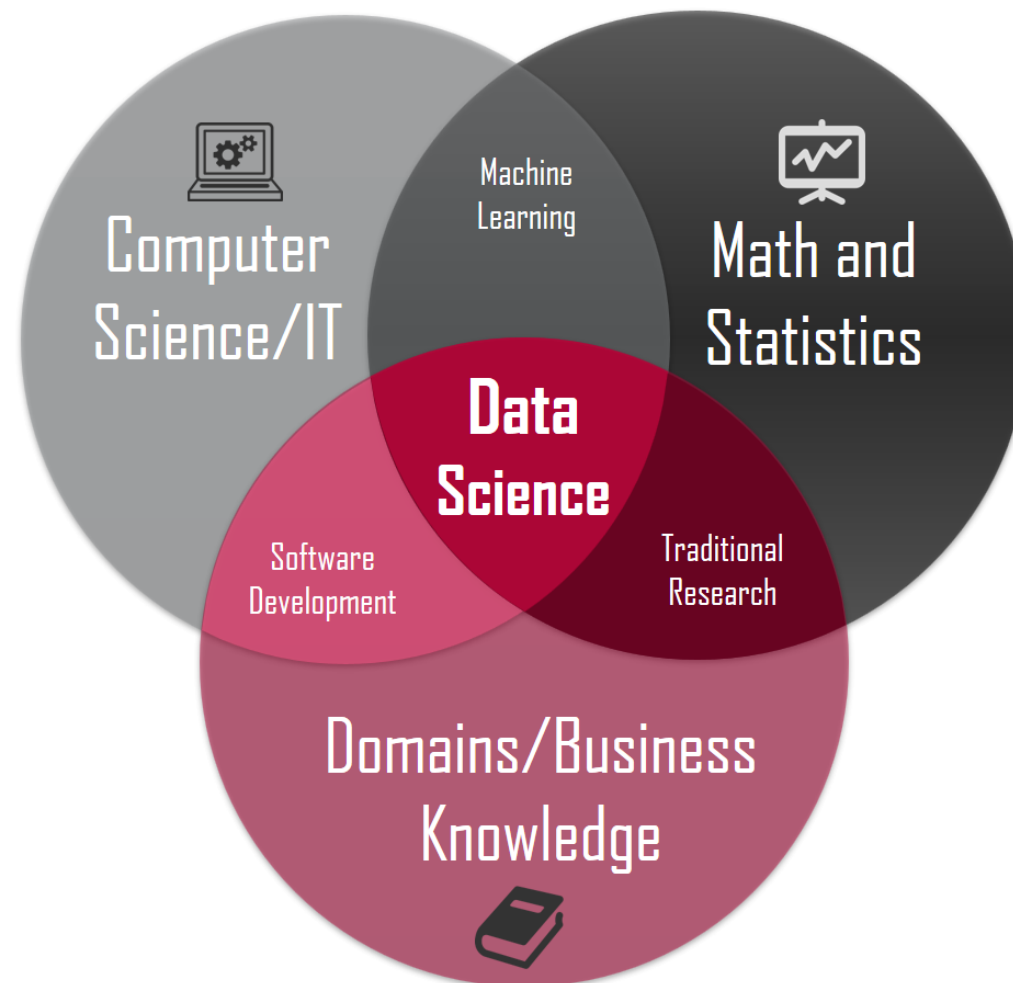 Machine
Learning
Computer
Science/IT
Math and
Statistics
Data
Science
Software
Development
Traditional
Research
Domains/Business
Knowledge